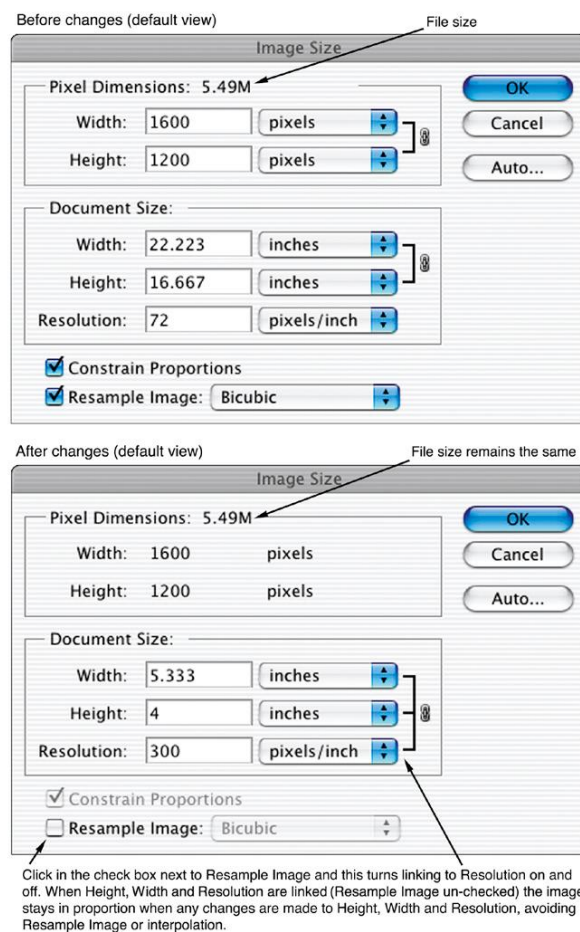 Before changes (default view)
File size
Image Size
Pixel Dimensions: 5.49M
OK
Width: 1600 pixels
Cancel
Height: 1200 pixels
Auto...
Document Size:
Width: 22.223 inches
Height: 16.667 inches
Resolution: 72 pixels/inch
Constrain Proportions
Resample Image: Bicubic
After changes (default view)
File size remains the same
Image Size
Pixel Dimensions: 5.49M
OK
Width: 1600 pixels
Cancel
Height: 1200 pixels
Auto...
Document Size:
Width: 5.333 inches
Height: 4 inches
Resolution: 300 pixels/inch
Constrain Proportions
Resample Image: Bicubic
Click in the check box next to Resample Image and this turns linking to Resolution on and
off. When Height, Width and Resolution are linked (Resample Image un-checked) the image
stays in proportion when any changes are made to Height, Width and Resolution, avoiding
Resample Image or interpolation.